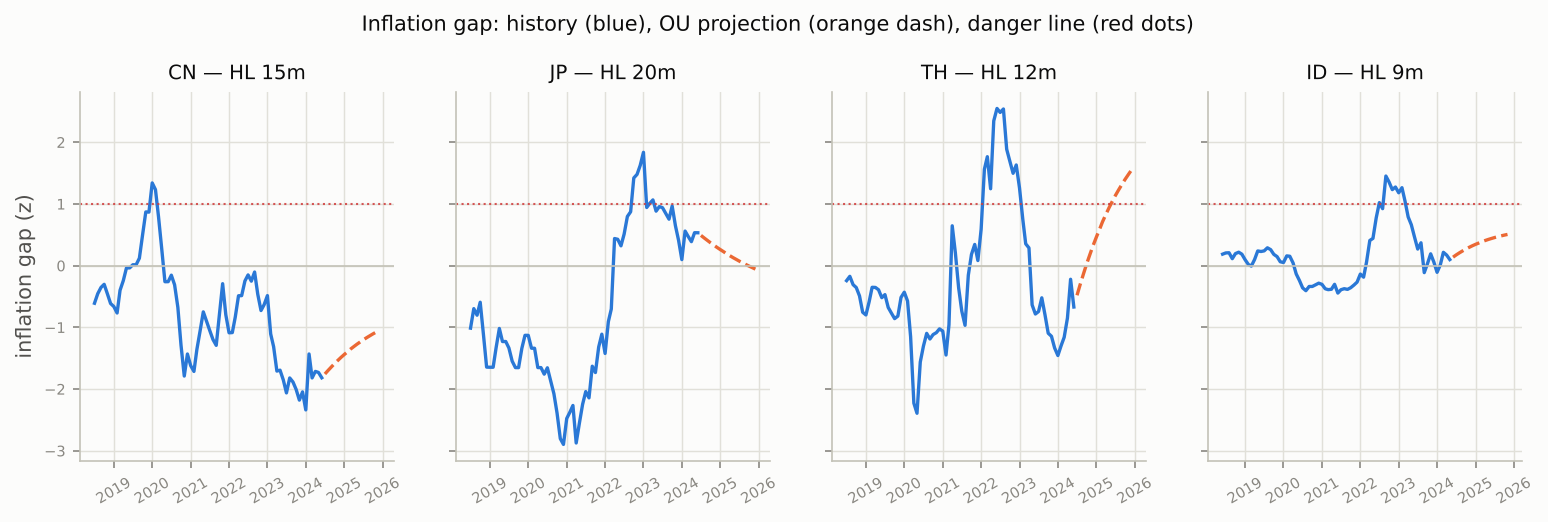 Inflation gap: history (blue), OU projection (orange dash), danger line (red dots)
CN — HL 15m
JP — HL 20m
TH — HL 12m
ID — HL 9m
inflation gap (z)
2
1
0
−1
−2
−3
2019 2020 2021 2022 2023 2024 2025 2026
2019 2020 2021 2022 2023 2024 2025 2026
2019 2020 2021 2022 2023 2024 2025 2026
2019 2020 2021 2022 2023 2024 2025 2026